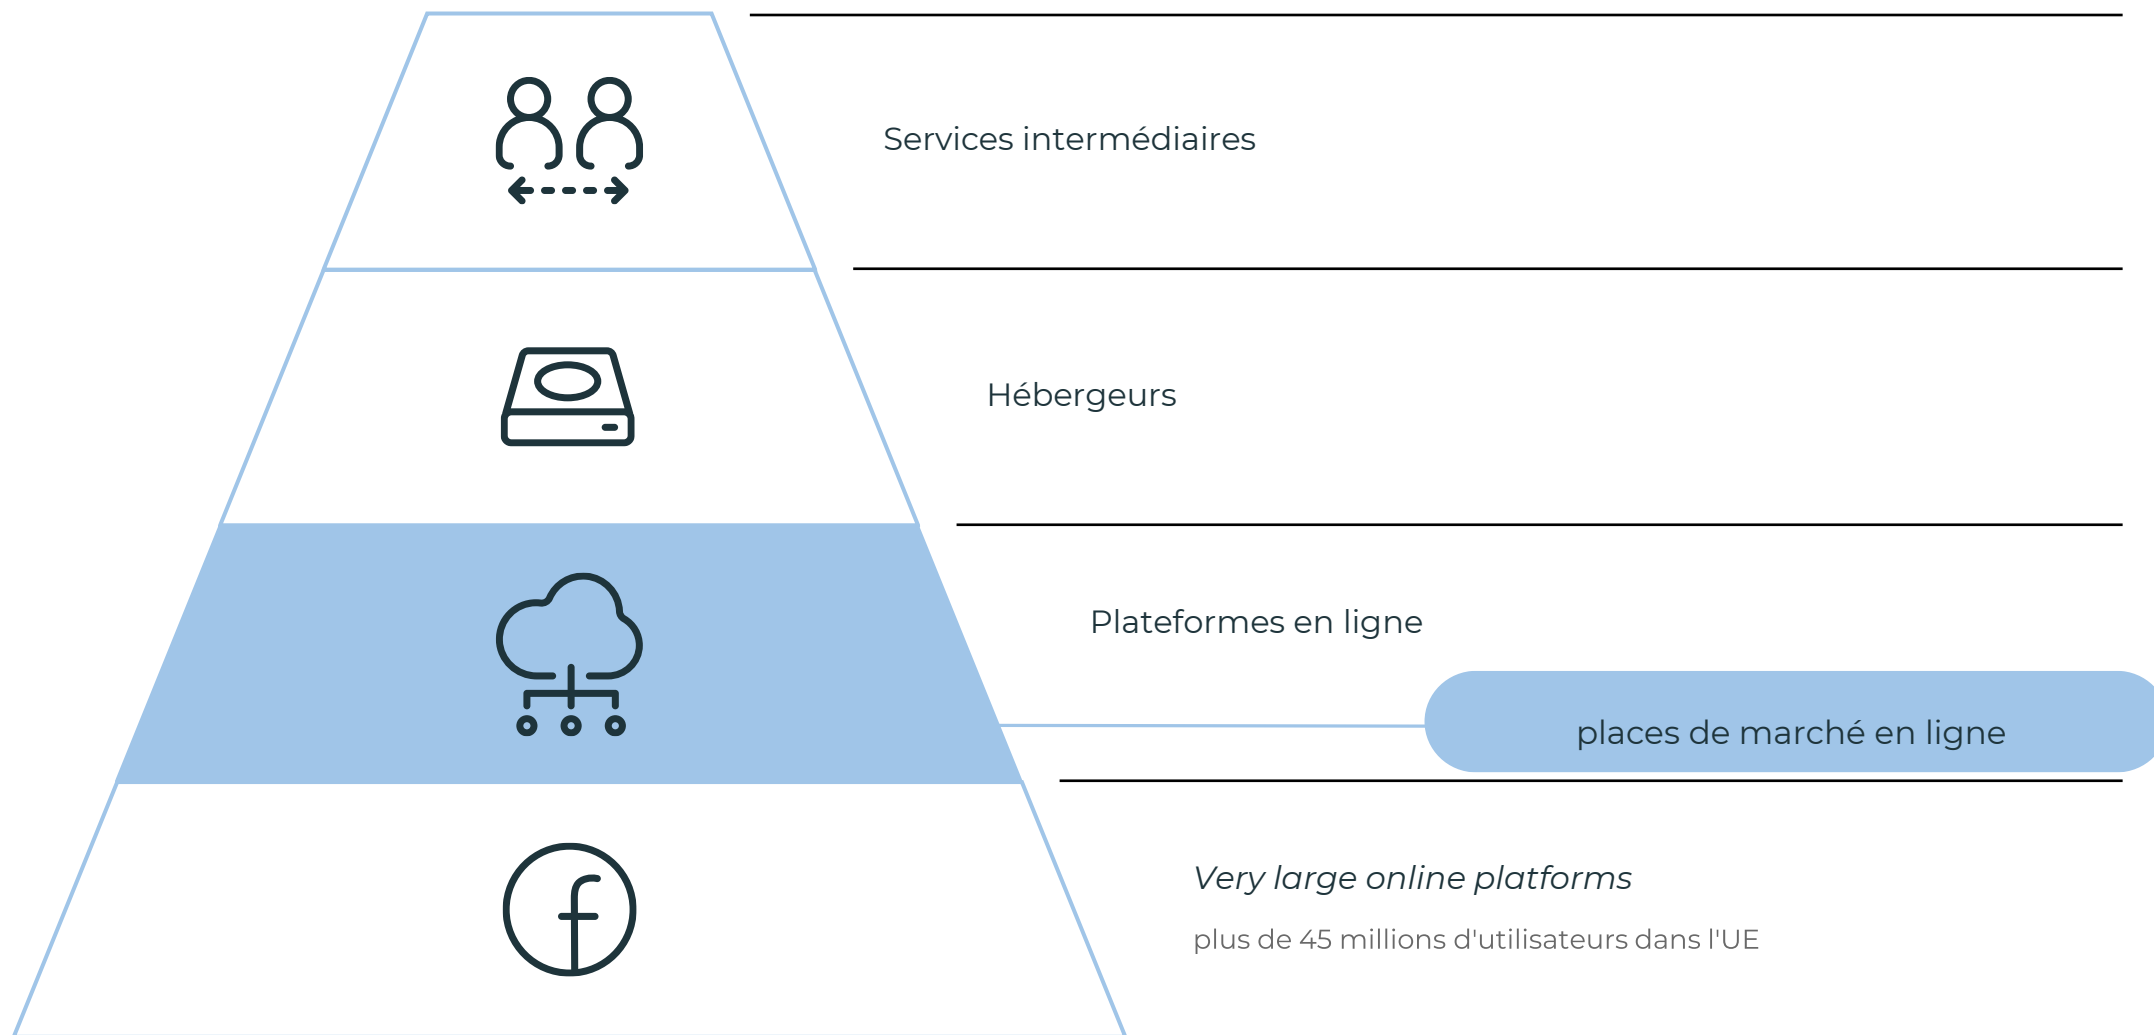 Services intermédiaires
Hébergeurs
Plateformes en ligne
places de marché en ligne
Very large online platforms
plus de 45 millions d'utilisateurs dans l'UE